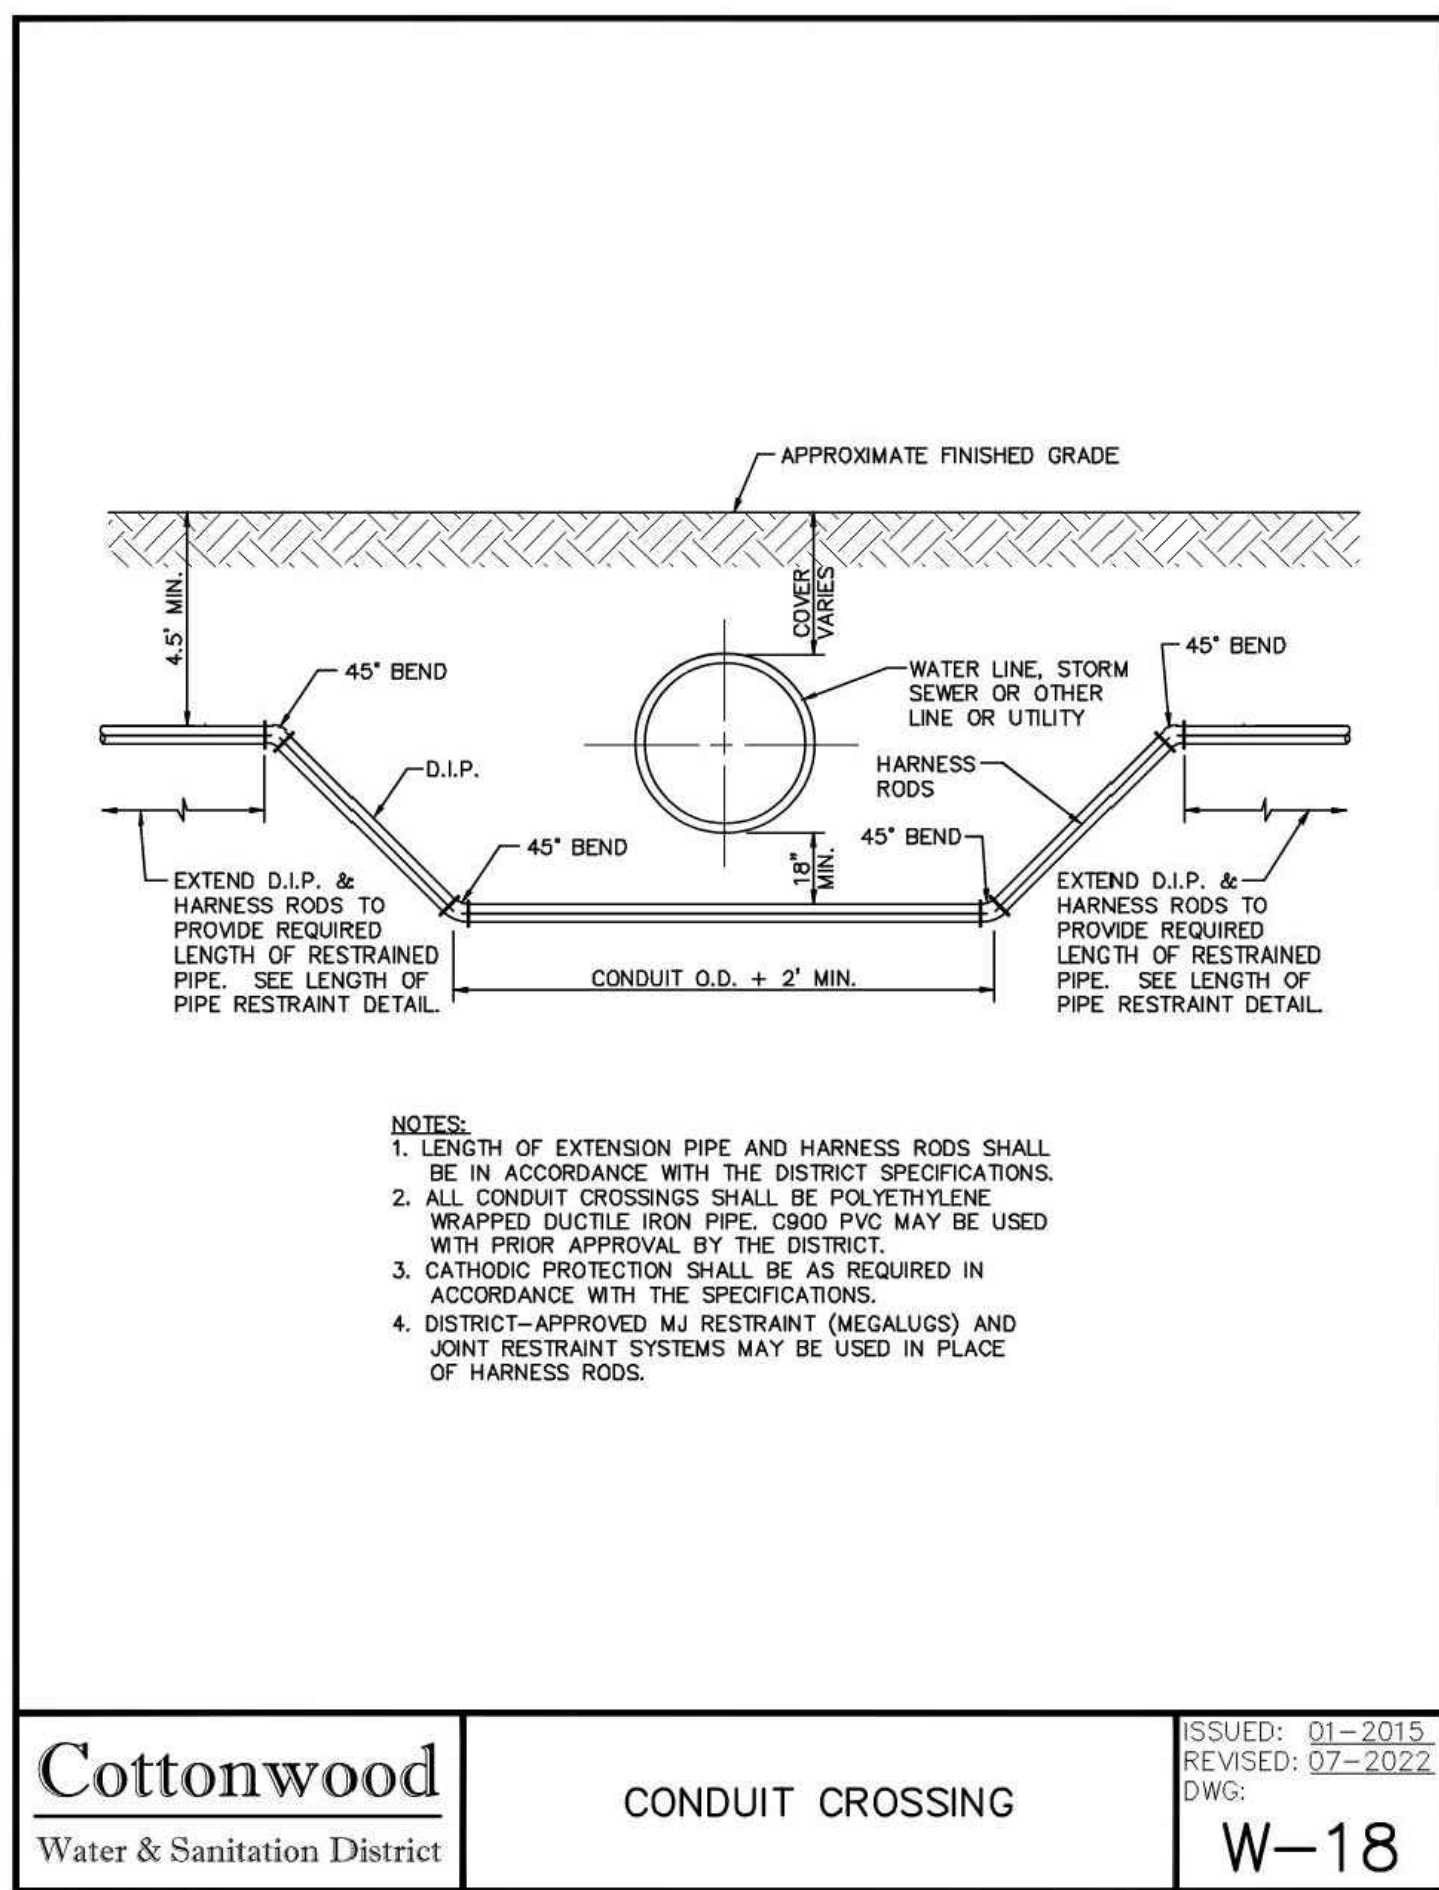 APPROXIMATE FINISHED GRADE
4.5' MIN.
COVER
VARIES
45° BEND
45° BEND
WATER LINE, STORM
SEWER OR OTHER
LINE OR UTILITY
D.I.P.
HARNESS
RODS
45° BEND
18"
MIN.
45° BEND
EXTEND D.I.P. &
HARNESS RODS TO
PROVIDE REQUIRED
LENGTH OF RESTRAINED
PIPE. SEE LENGTH OF
PIPE RESTRAINT DETAIL.
CONDUIT O.D. + 2' MIN.
EXTEND D.I.P. &
HARNESS RODS TO
PROVIDE REQUIRED
LENGTH OF RESTRAINED
PIPE. SEE LENGTH OF
PIPE RESTRAINT DETAIL.
NOTES:
1. LENGTH OF EXTENSION PIPE AND HARNESS RODS SHALL
BE IN ACCORDANCE WITH THE DISTRICT SPECIFICATIONS.
2. ALL CONDUIT CROSSINGS SHALL BE POLYETHYLENE
WRAPPED DUCTILE IRON PIPE. C900 PVC MAY BE USED
WITH PRIOR APPROVAL BY THE DISTRICT.
3. CATHODIC PROTECTION SHALL BE AS REQUIRED IN
ACCORDANCE WITH THE SPECIFICATIONS.
4. DISTRICT-APPROVED MJ RESTRAINT (MEGALUGS) AND
JOINT RESTRAINT SYSTEMS MAY BE USED IN PLACE
OF HARNESS RODS.
Cottonwood
Water & Sanitation District
CONDUIT CROSSING
ISSUED: 01-2015
REVISED: 07-2022
DWG:
W-18